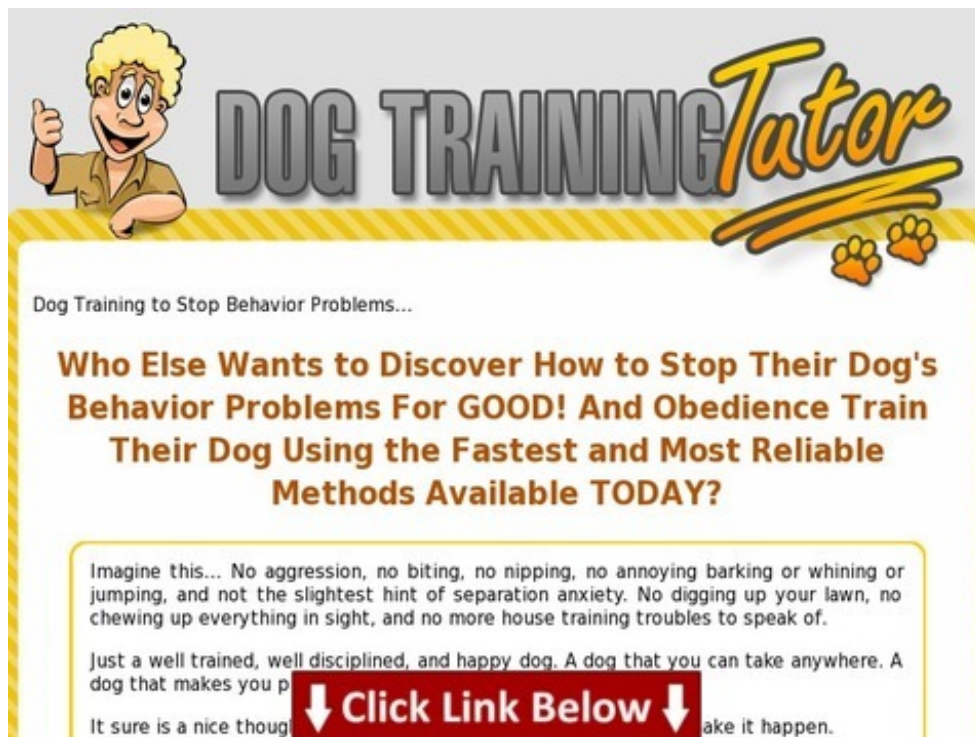 DOG TRAINING Tutor
Dog Training to Stop Behavior Problems...
Who Else Wants to Discover How to Stop Their Dog's
Behavior Problems For GOOD! And Obedience Train
Their Dog Using the Fastest and Most Reliable
Methods Available TODAY?
Imagine this... No aggression, no biting, no nipping, no annoying barking or whining or
jumping, and not the slightest hint of separation anxiety. No digging up your lawn, no
chewing up everything in sight, and no more house training troubles to speak of.
Just a well trained, well disciplined, and happy dog. A dog that you can take anywhere. A
dog that makes you
Click Link Below
It sure is a nice make it happen.